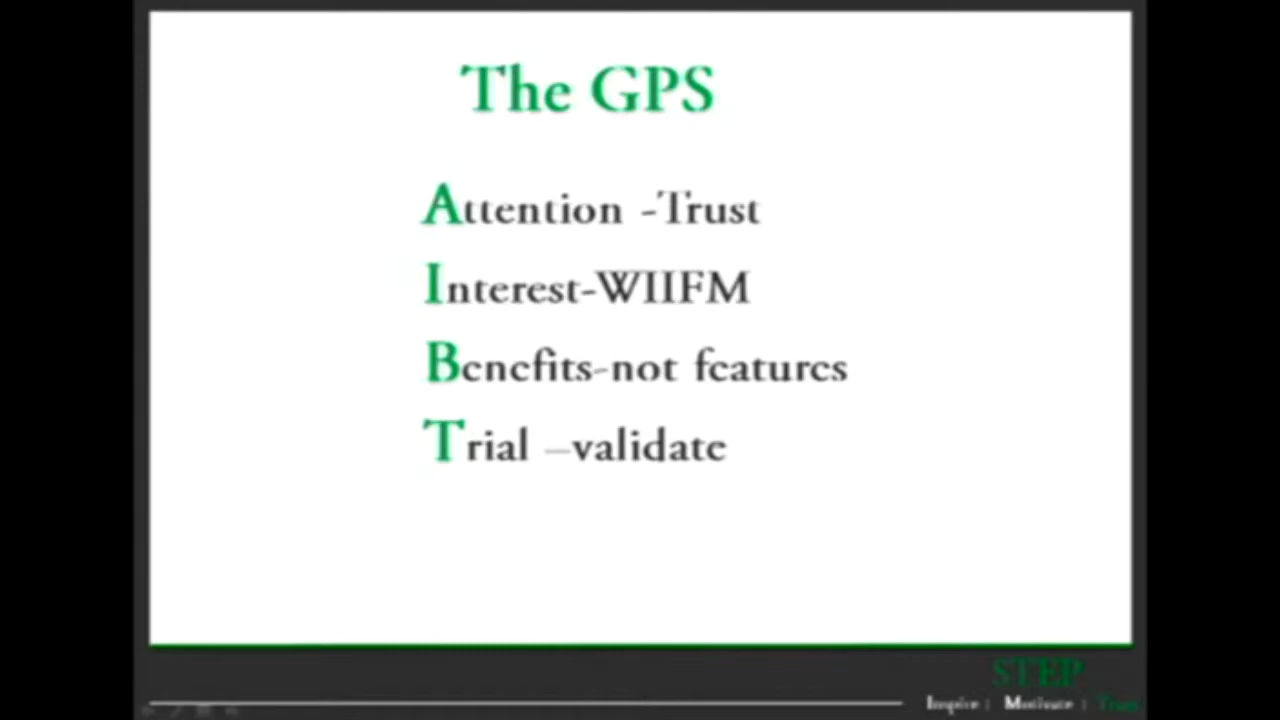 The GPS
Attention -Trust
Interest-WIIFM
Benefits-not features
Trial –validate
STEP
Inspire | Motivate |